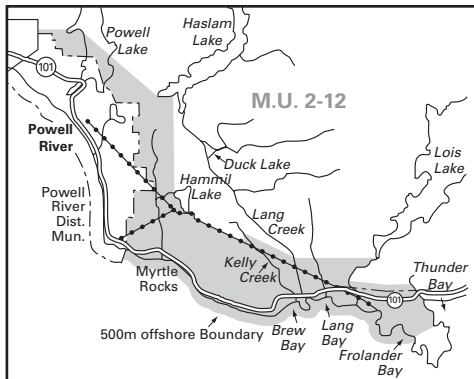 Powell
Lake
Haslam
Lake
101
M.U. 2-12
Powell
River
Duck Lake
Lois
Lake
Hammil
Lake
Lang
Creek
Powell
River
Dist.
Mun.
Kelly
Creek
Thunder
Bay
Myrtle
Rocks
101
500m offshore Boundary
Brew
Bay
Lang
Bay
Frolander
Bay